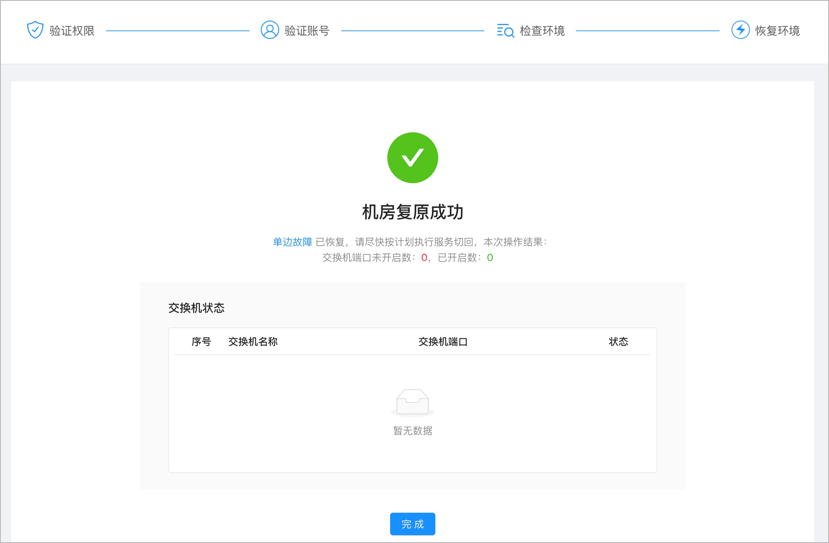 验证权限 验证账号 检查环境 恢复环境
机房复原成功
单边故障 已恢复，请尽快按计划执行服务切回，本次操作结果：
交换机端口未开启数：0，已开启数：0
交换机状态
序号 交换机名称 交换机端口 状态
暂无数据
完 成